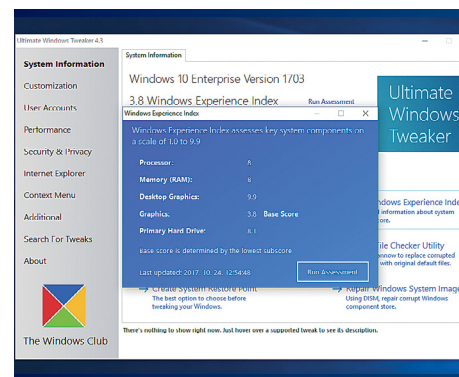 Ultimate Windows Tweaker 4.3
System Information
System Information
Customization
User Accounts
Performance
Security & Privacy
Internet Explorer
Context Menu
Additional
Search For Tweaks
About
The Windows Club
Windows 10 Enterprise Version 1703
3.8 Windows Experience Index
Run Assessment
Ultimate
Windows
Tweaker
Windows Experience Index
Windows Experience Index assesses key system components on
a scale of 1.0 to 9.9
Processor: 8
Memory (RAM): 8
Desktop Graphics: 9.9
Graphics: 3.8 Base Score
Primary Hard Drive: 8.1
Base score is determined by the lowest subscore
Last updated: 2017. 10. 24. 12:54:48
Run Assessment
ndows Experience Inde
information about system
ore.
ile Checker Utility
nnow to replace corrupted
with original default files.
→ Create System Restore Point
The best option to choose before
tweaking your Windows.
→ Repair Windows System Image
Using DISM, repair corrupt Windows
component store.
There's nothing to show right now. Just hover over a supported tweak to see its description.